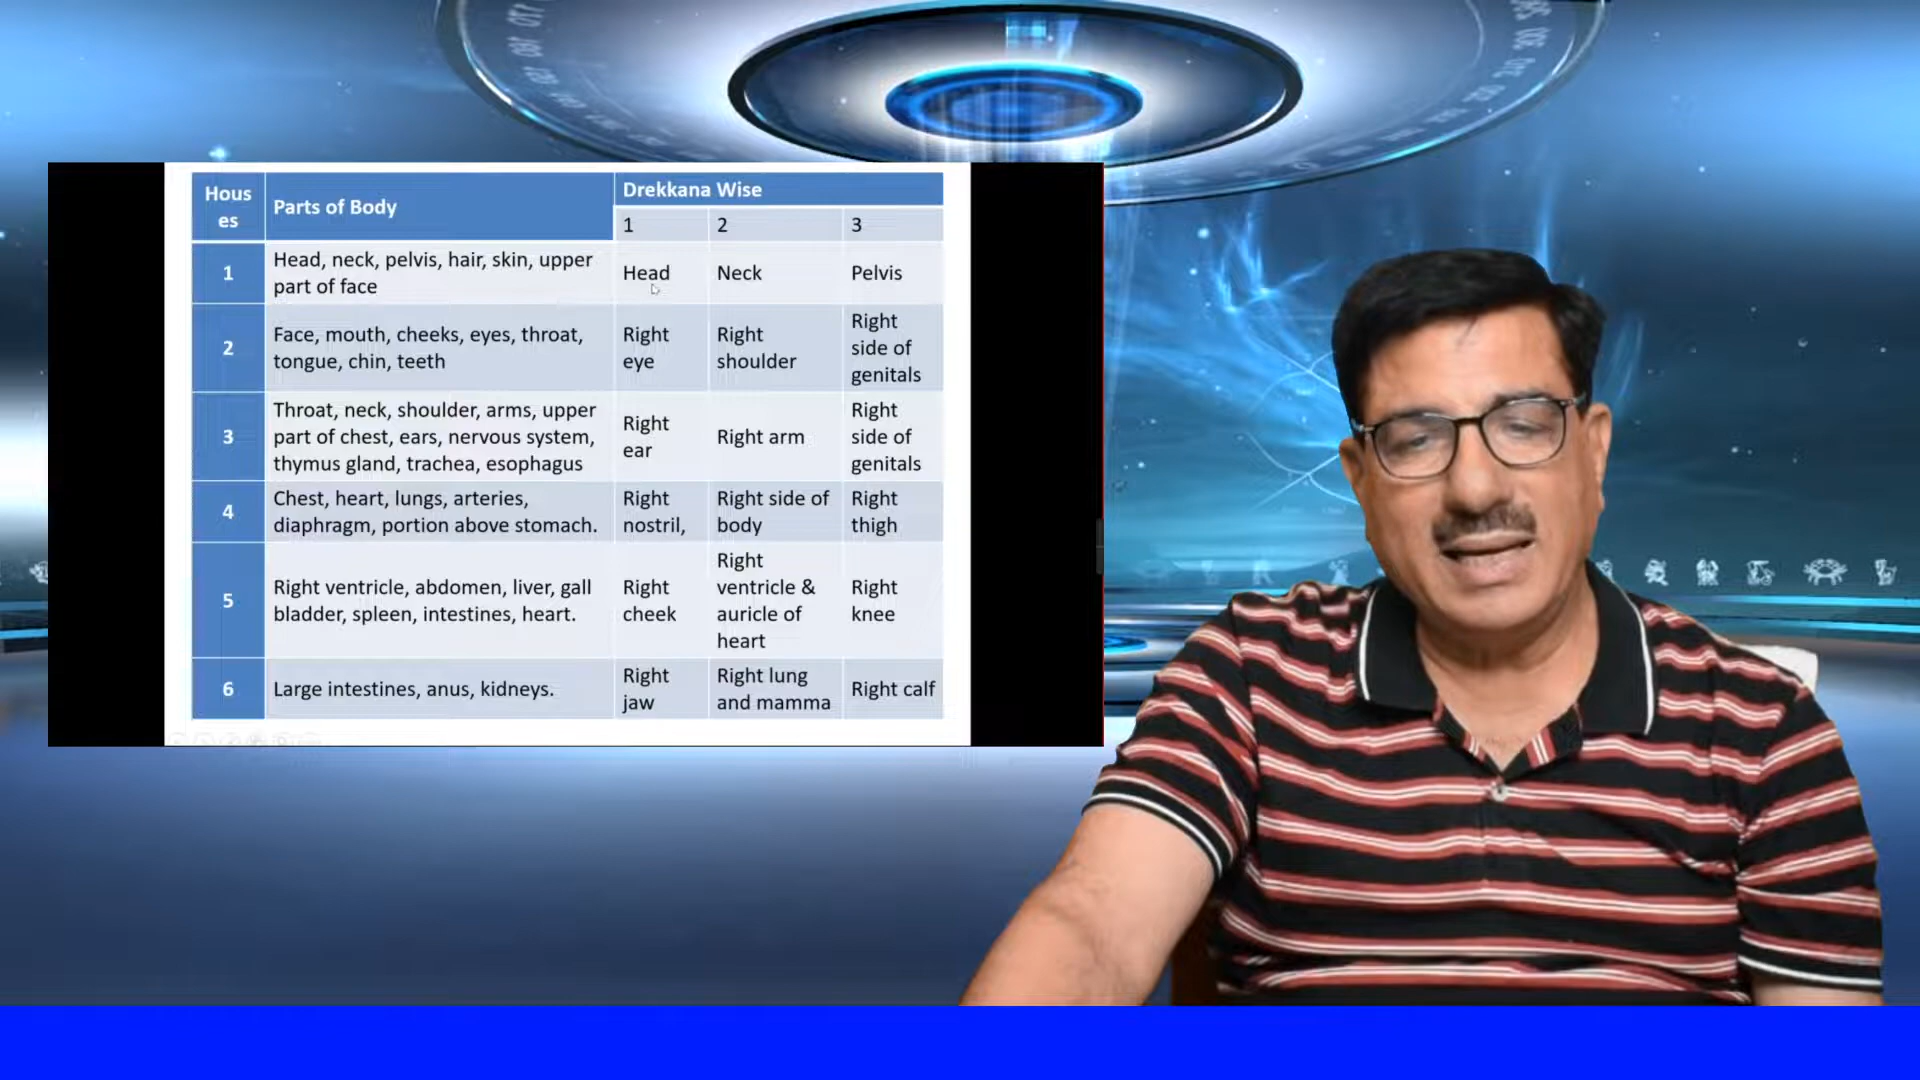 Hous
es
Parts of Body
Drekkana Wise
1
2
3
1
Head, neck, pelvis, hair, skin, upper
part of face
Head
Neck
Pelvis
2
Face, mouth, cheeks, eyes, throat,
tongue, chin, teeth
Right
eye
Right
shoulder
Right
side of
genitals
3
Throat, neck, shoulder, arms, upper
part of chest, ears, nervous system,
thymus gland, trachea, esophagus
Right
ear
Right arm
Right
side of
genitals
4
Chest, heart, lungs, arteries,
diaphragm, portion above stomach.
Right
nostril,
Right side of
body
Right
thigh
5
Right ventricle, abdomen, liver, gall
bladder, spleen, intestines, heart.
Right
cheek
Right
ventricle &
auricle of
heart
Right
knee
6
Large intestines, anus, kidneys.
Right
jaw
Right lung
and mamma
Right calf